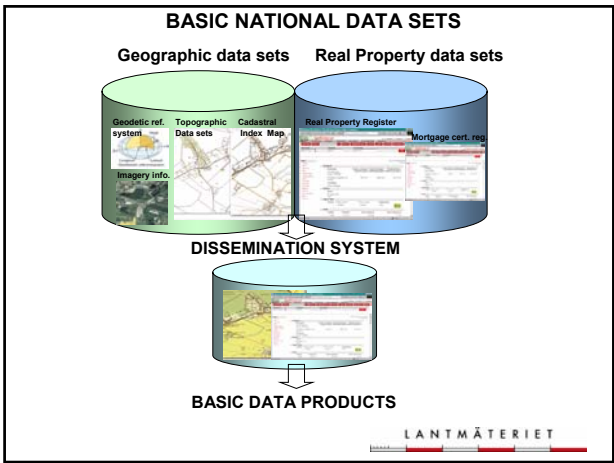 BASIC NATIONAL DATA SETS
Geographic data sets
Real Property data sets
Geodetic ref.
system
Topographic
Data sets
Cadastral
Index Map
Real Property Register
Mortgage cert. reg.
Imagery info.
DISSEMINATION SYSTEM
BASIC DATA PRODUCTS
LANTMÄTERIET